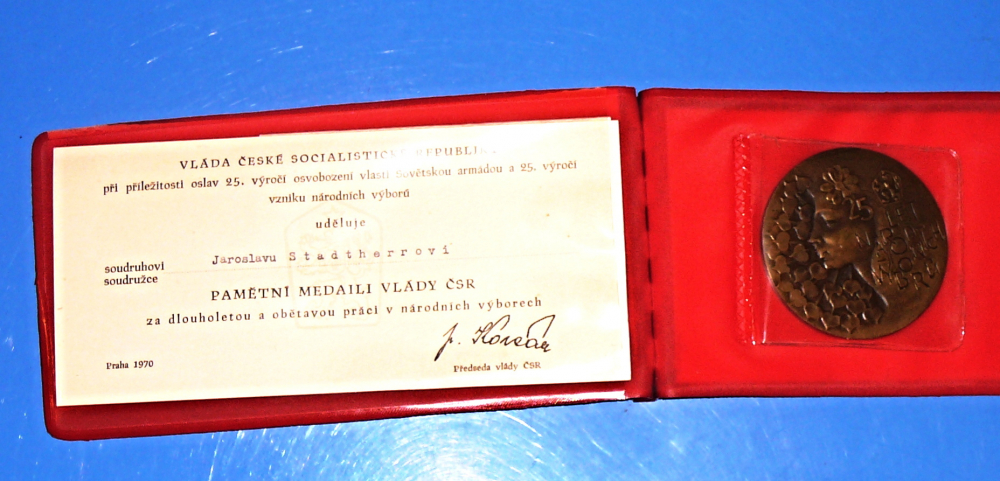 VLÁDA ČESKÉ SOCIALISTICKÉ REPUBLIKY
při příležitosti oslav 25. výročí osvobození vlasti Sovětskou armádou a 25. výročí
vzniku národních výborů
uděluje
soudruhovi Jaroslavu Stadtherrovi
soudružce
PAMĚTNÍ MEDAILI VLÁDY ČSR
za dlouholetou a obětavou práci v národních výborech
Praha 1970
Předseda vlády ČSR